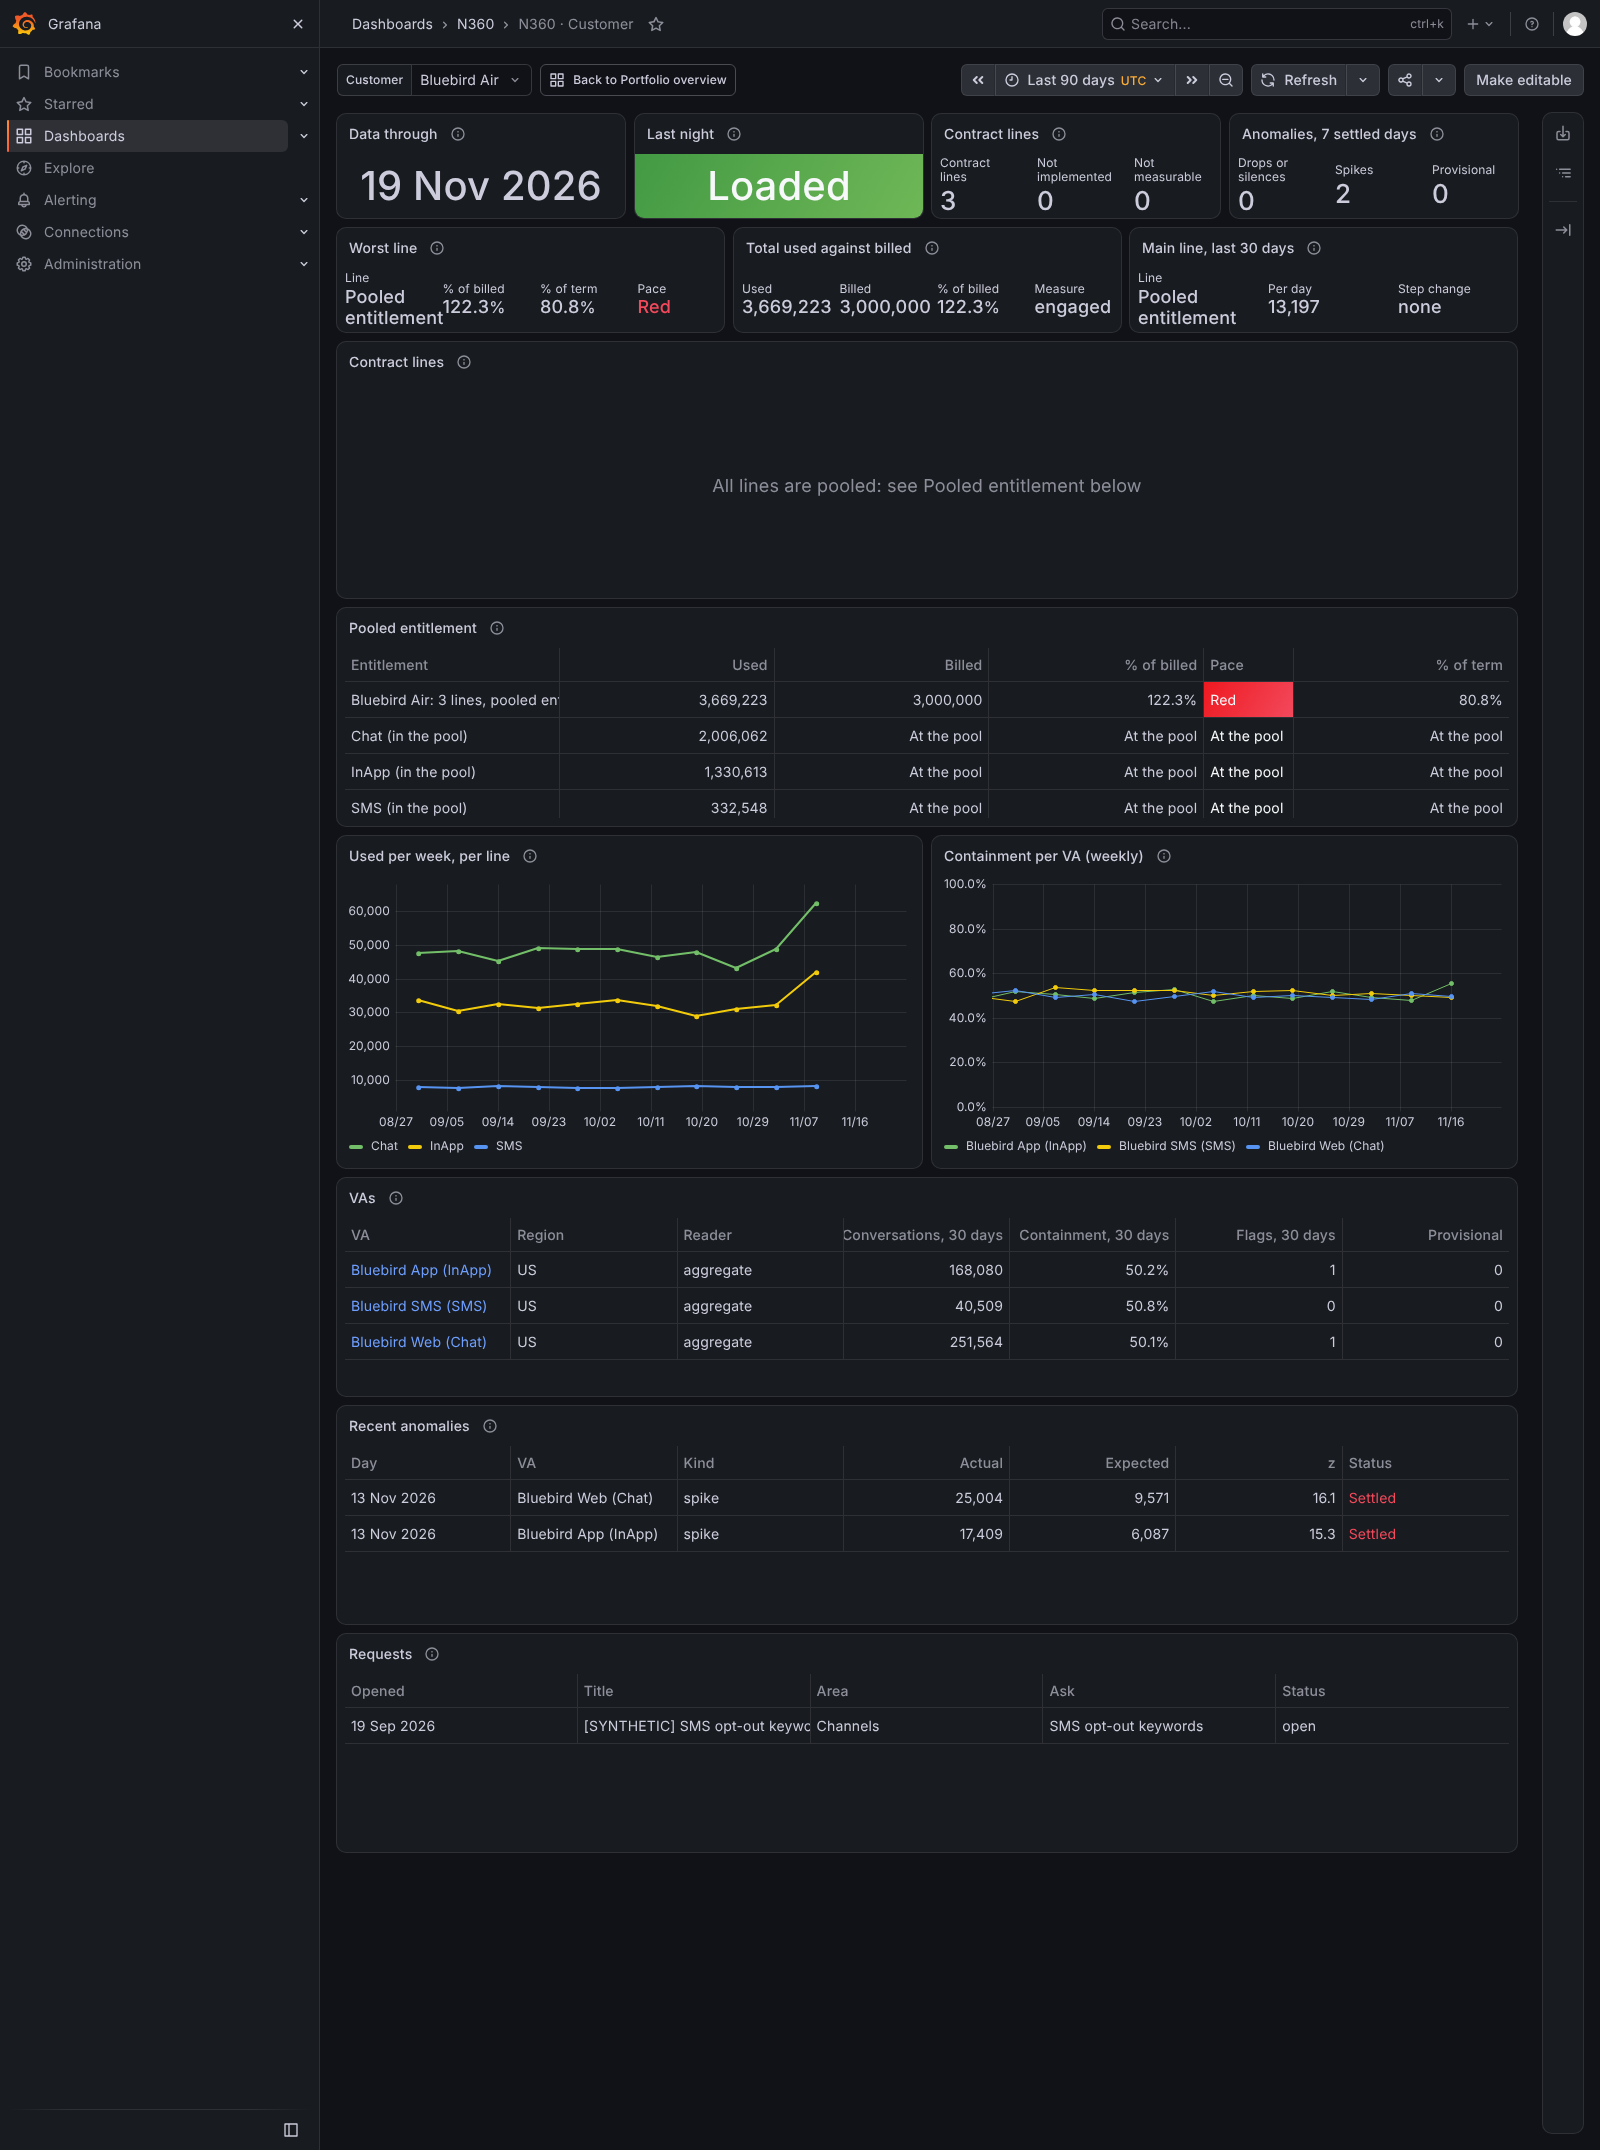 Grafana
Dashboards › N360 › N360 · Customer
Search...
ctrl+k
Bookmarks
Starred
Dashboards
Explore
Alerting
Connections
Administration
Customer
Bluebird Air
Back to Portfolio overview
Last 90 days UTC
Refresh
Make editable
Data through
19 Nov 2026
Last night
Loaded
Contract lines
Contract lines
3
Not implemented
0
Not measurable
0
Anomalies, 7 settled days
Drops or silences
0
Spikes
2
Provisional
0
Worst line
Line
Pooled entitlement
% of billed
122.3%
% of term
80.8%
Pace
Red
Total used against billed
Used
3,669,223
Billed
3,000,000
% of billed
122.3%
Measure
engaged
Main line, last 30 days
Line
Pooled entitlement
Per day
13,197
Step change
none
Contract lines
All lines are pooled: see Pooled entitlement below
Pooled entitlement
Entitlement Used Billed % of billed Pace % of term
Bluebird Air: 3 lines, pooled en 3,669,223 3,000,000 122.3% Red 80.8%
Chat (in the pool) 2,006,062 At the pool At the pool At the pool At the pool
InApp (in the pool) 1,330,613 At the pool At the pool At the pool At the pool
SMS (in the pool) 332,548 At the pool At the pool At the pool At the pool
Used per week, per line
60,000
50,000
40,000
30,000
20,000
10,000
08/27 09/05 09/14 09/23 10/02 10/11 10/20 10/29 11/07 11/16
Chat InApp SMS
Containment per VA (weekly)
100.0%
80.0%
60.0%
40.0%
20.0%
0.0%
08/27 09/05 09/14 09/23 10/02 10/11 10/20 10/29 11/07 11/16
Bluebird App (InApp) Bluebird SMS (SMS) Bluebird Web (Chat)
VAs
VA Region Reader Conversations, 30 days Containment, 30 days Flags, 30 days Provisional
Bluebird App (InApp) US aggregate 168,080 50.2% 1 0
Bluebird SMS (SMS) US aggregate 40,509 50.8% 0 0
Bluebird Web (Chat) US aggregate 251,564 50.1% 1 0
Recent anomalies
Day VA Kind Actual Expected z Status
13 Nov 2026 Bluebird Web (Chat) spike 25,004 9,571 16.1 Settled
13 Nov 2026 Bluebird App (InApp) spike 17,409 6,087 15.3 Settled
Requests
Opened Title Area Ask Status
19 Sep 2026 [SYNTHETIC] SMS opt-out keywo Channels SMS opt-out keywords open